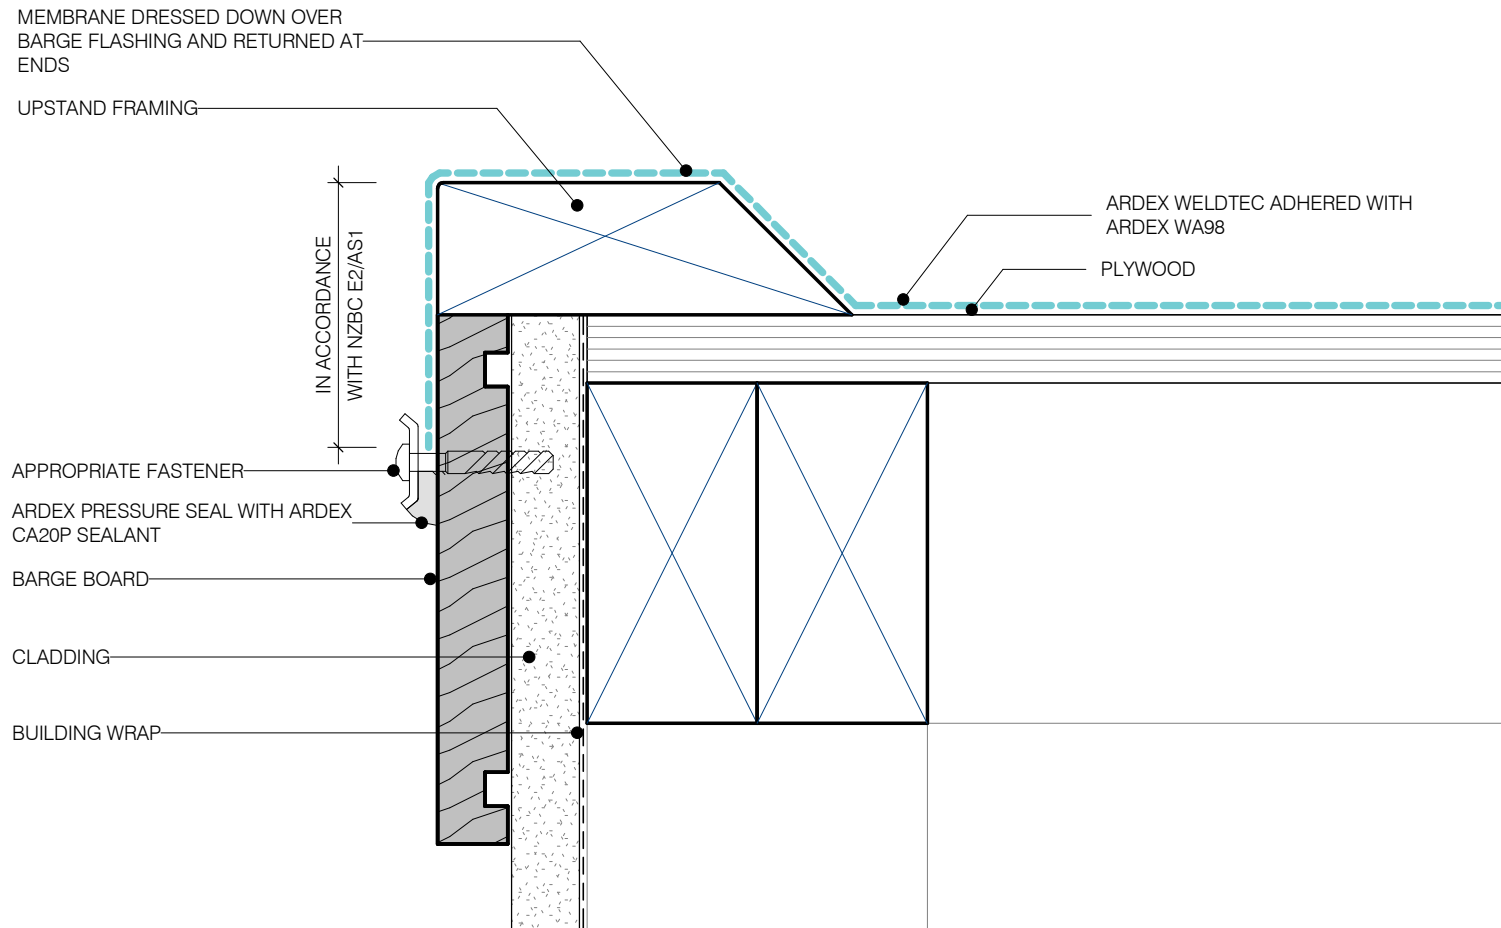 MEMBRANE DRESSED DOWN OVER
BARGE FLASHING AND RETURNED AT
ENDS
UPSTAND FRAMING
ARDEX WELDTEC ADHERED WITH
ARDEX WA98
PLYWOOD
IN ACCORDANCE
WITH NZBC E2/AS1
APPROPRIATE FASTENER
ARDEX PRESSURE SEAL WITH ARDEX
CA20P SEALANT
BARGE BOARD
CLADDING
BUILDING WRAP